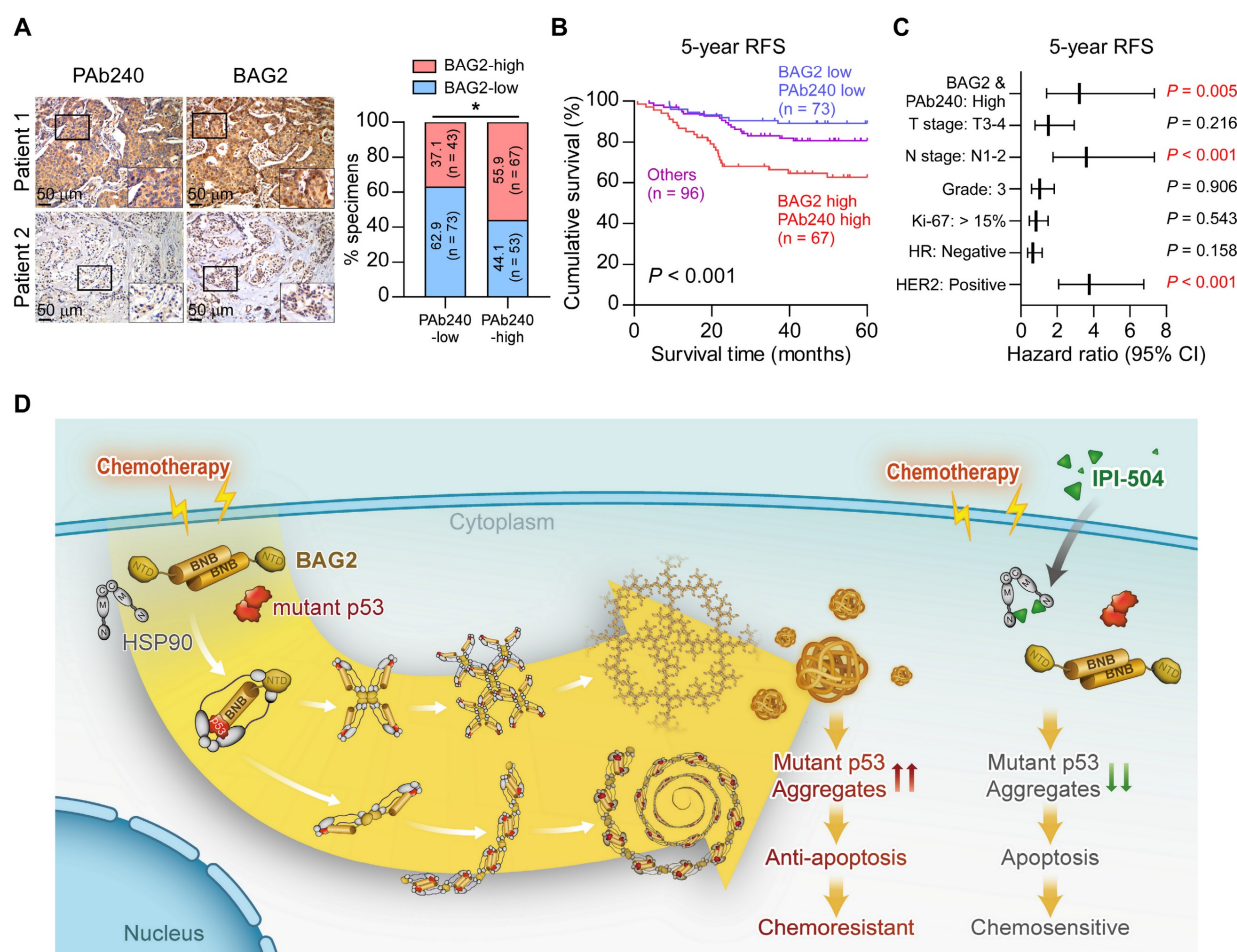 A
PAb240
BAG2
Patient 1
Patient 2
50 μm
50 μm
50 μm
50 μm
BAG2-high
BAG2-low
*
% specimens
100
80
60
40
20
0
37.1
(n = 43)
62.9
(n = 73)
55.9
(n = 67)
44.1
(n = 53)
PAb240
-low
PAb240
-high
B
5-year RFS
Cumulative survival (%)
100
80
60
40
20
0
BAG2 low
PAb240 low
(n = 73)
Others
(n = 96)
BAG2 high
PAb240 high
(n = 67)
P < 0.001
0
20
40
60
Survival time (months)
C
5-year RFS
BAG2 &
PAb240: High
P = 0.005
T stage: T3-4
P = 0.216
N stage: N1-2
P < 0.001
Grade: 3
P = 0.906
Ki-67: > 15%
P = 0.543
HR: Negative
P = 0.158
HER2: Positive
P < 0.001
0
2
4
6
8
Hazard ratio (95% CI)
D
Chemotherapy
Cytoplasm
NTD
BNB
BNB
NTD
BAG2
C
C
M
M
N
N
HSP90
mutant p53
NTD
BNB
p53
Nucleus
Mutant p53
Aggregates
Anti-apoptosis
Chemoresistant
Chemotherapy
IPI-504
C
C
M
M
N
N
NTD
BNB
BNB
NTD
Mutant p53
Aggregates
Apoptosis
Chemosensitive